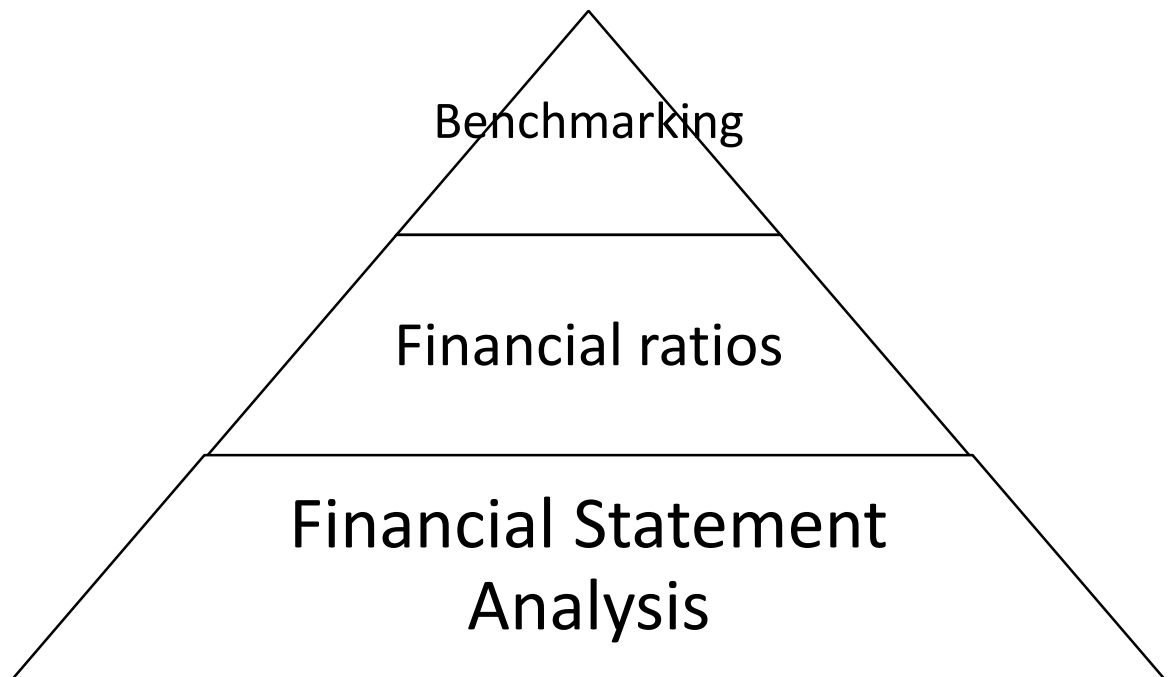 Benchmarking
Financial ratios
Financial Statement
Analysis